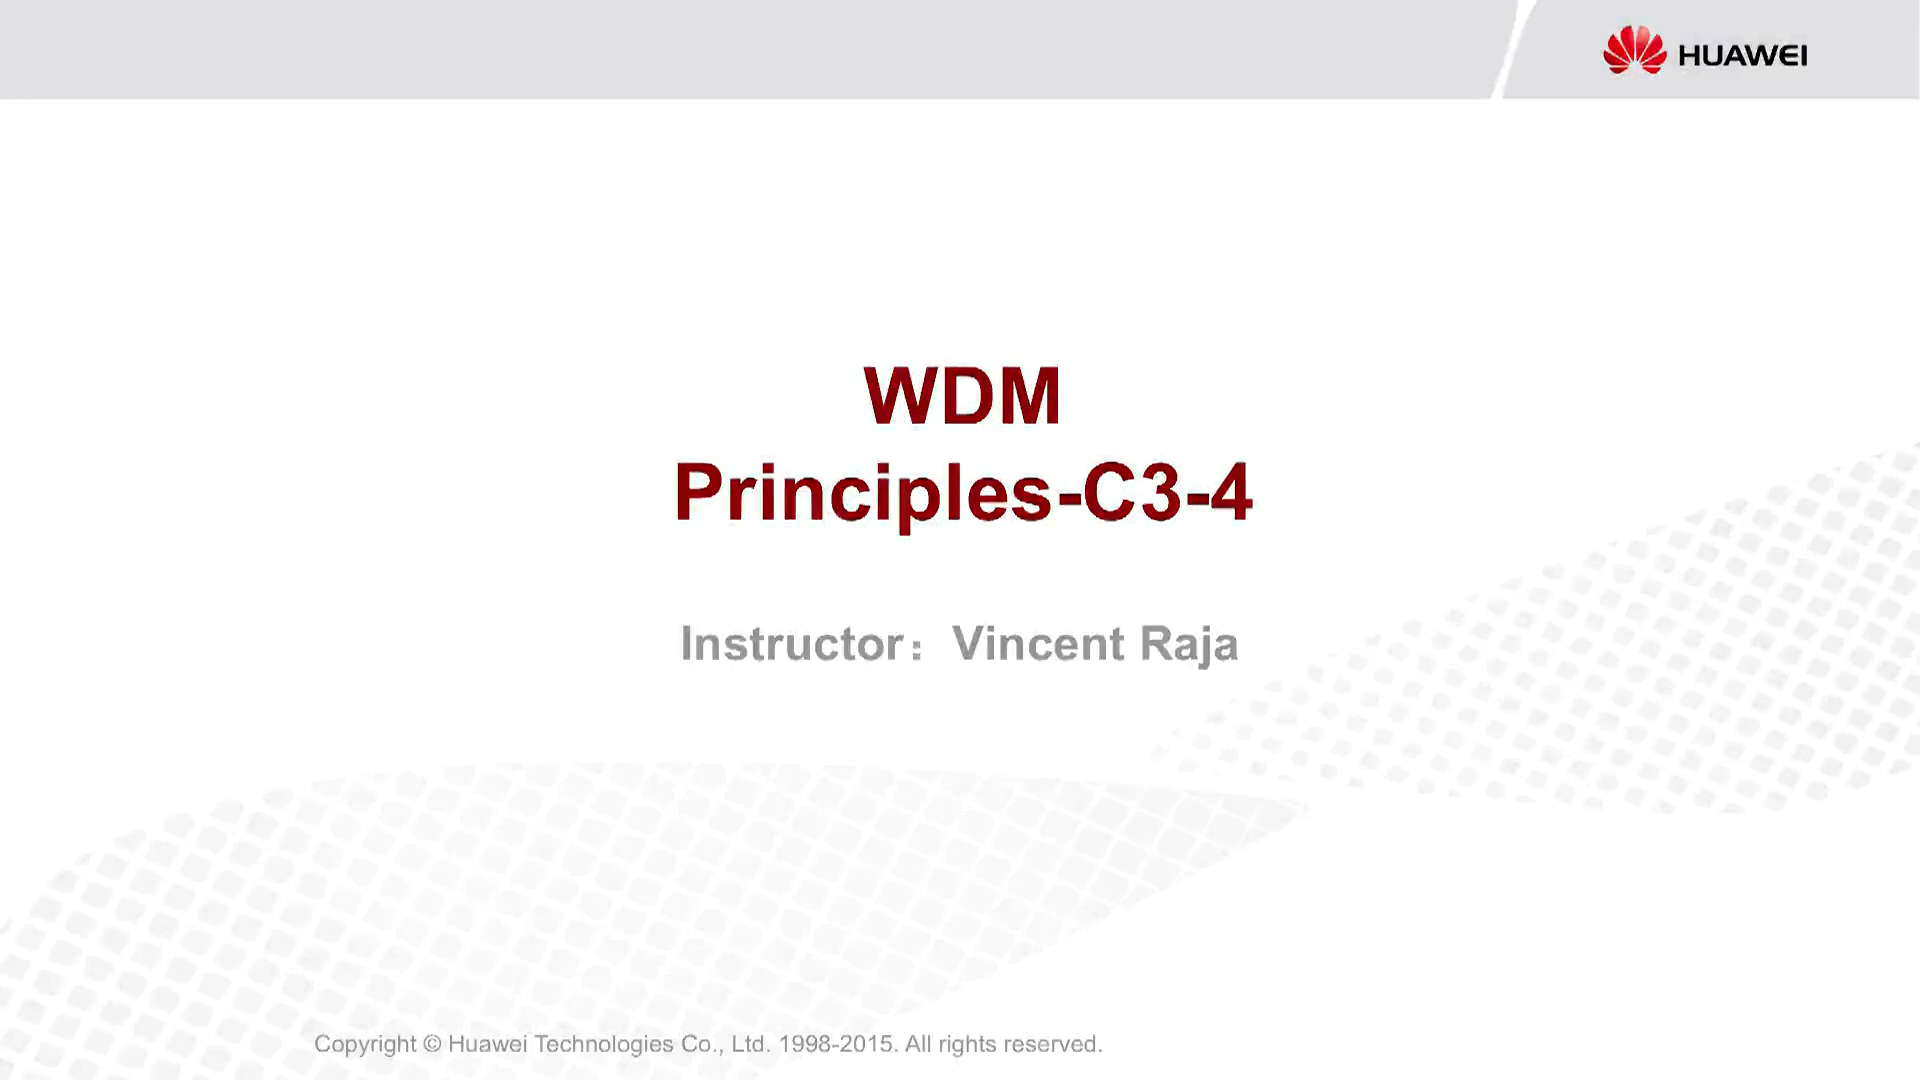 HUAWEI
WDM
Principles-C3-4
Instructor：Vincent Raja
Copyright © Huawei Technologies Co., Ltd. 1998-2015. All rights reserved.